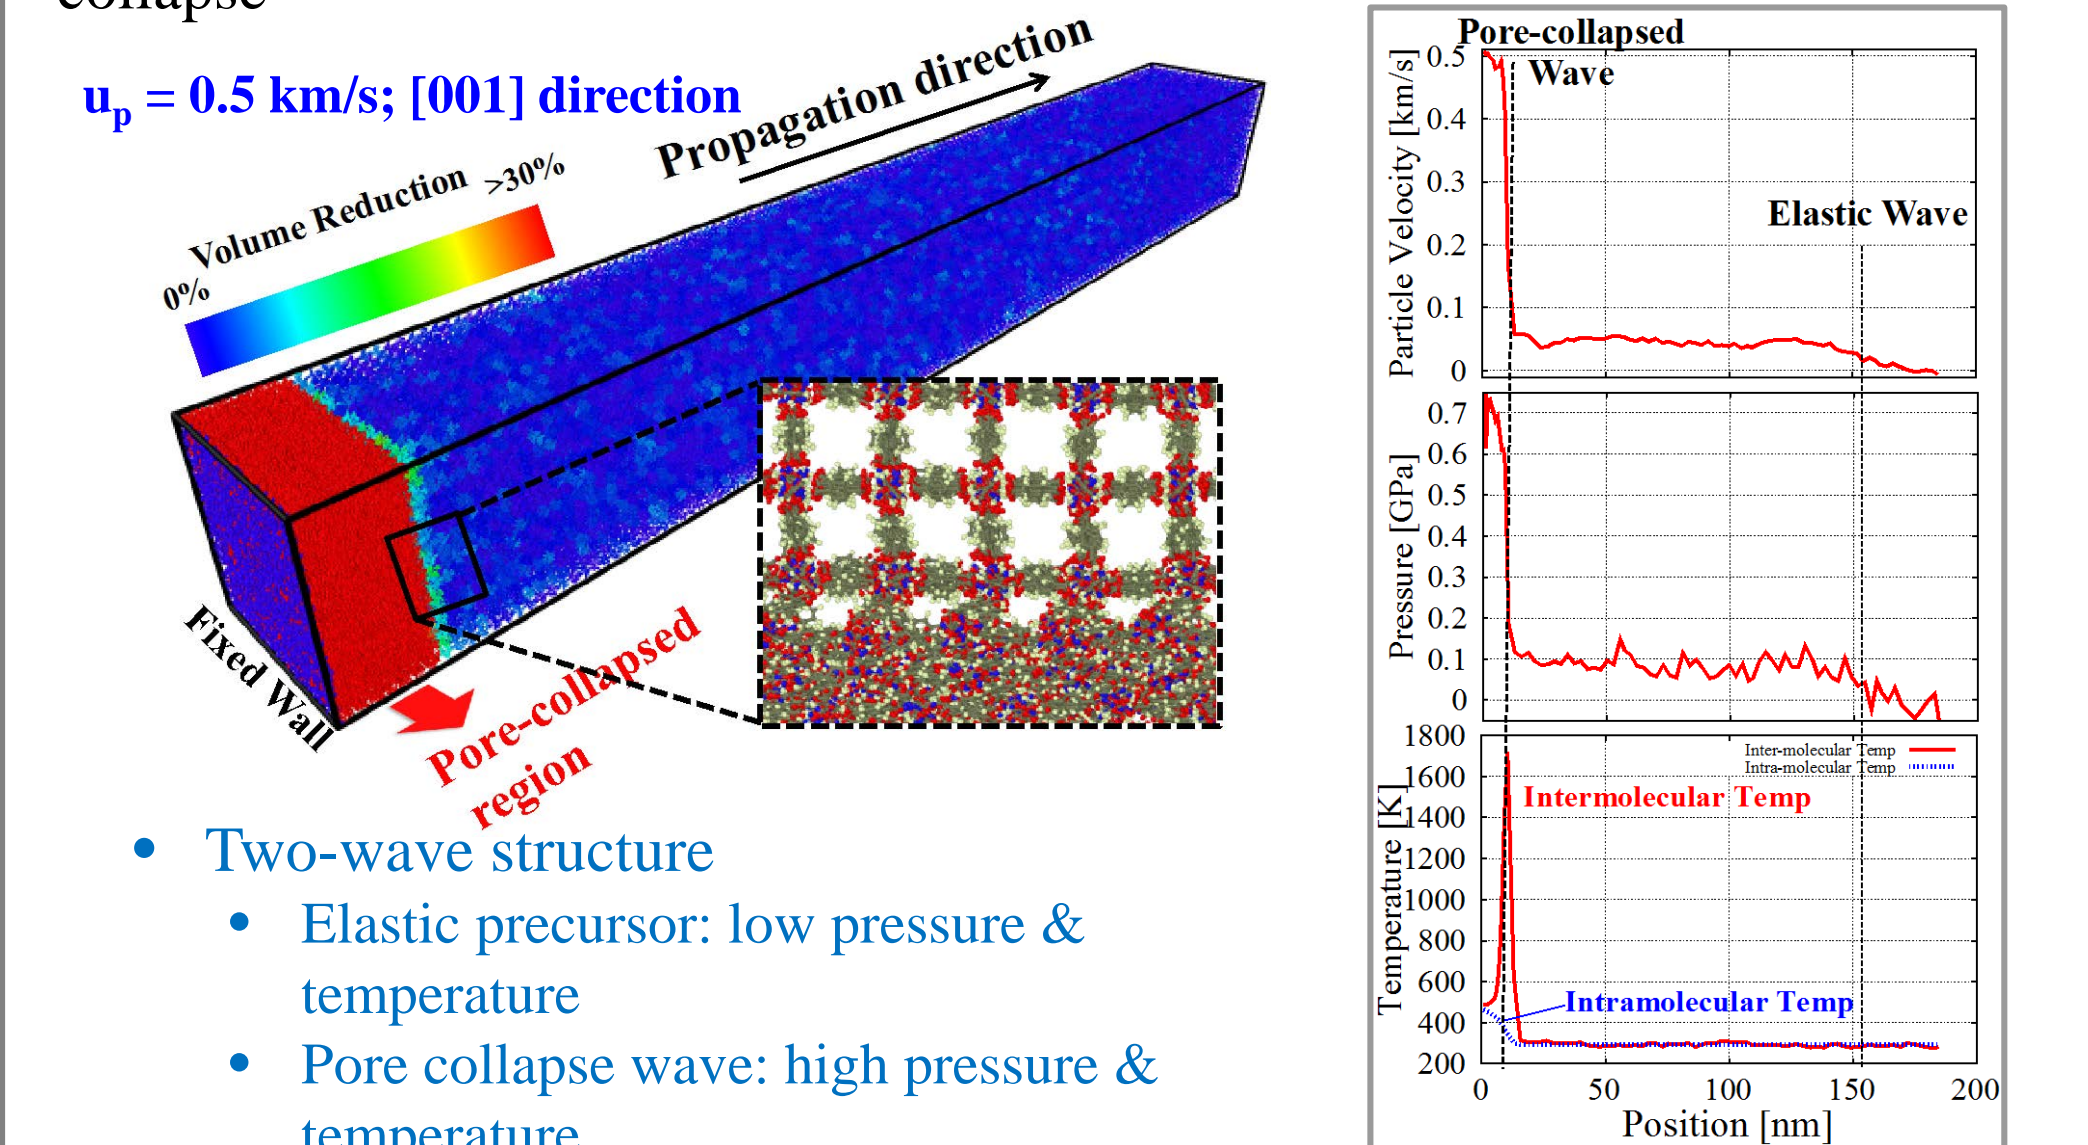 collapse
u_p = 0.5 km/s; [001] direction
Propagation direction
Volume Reduction >30%
0%
Fixed Wall
Pore-collapsed
region
• Two-wave structure
• Elastic precursor: low pressure &
temperature
• Pore collapse wave: high pressure &
temperature
Pore-collapsed
Wave
Elastic Wave
Particle Velocity [km/s]
0.5
0.4
0.3
0.2
0.1
0
Pressure [GPa]
0.7
0.6
0.5
0.4
0.3
0.2
0.1
0
Temperature [K]
1800
1600
1400
1200
1000
800
600
400
200
Inter-molecular Temp
Intra-molecular Temp
Intermolecular Temp
Intramolecular Temp
0 50 100 150 200
Position [nm]